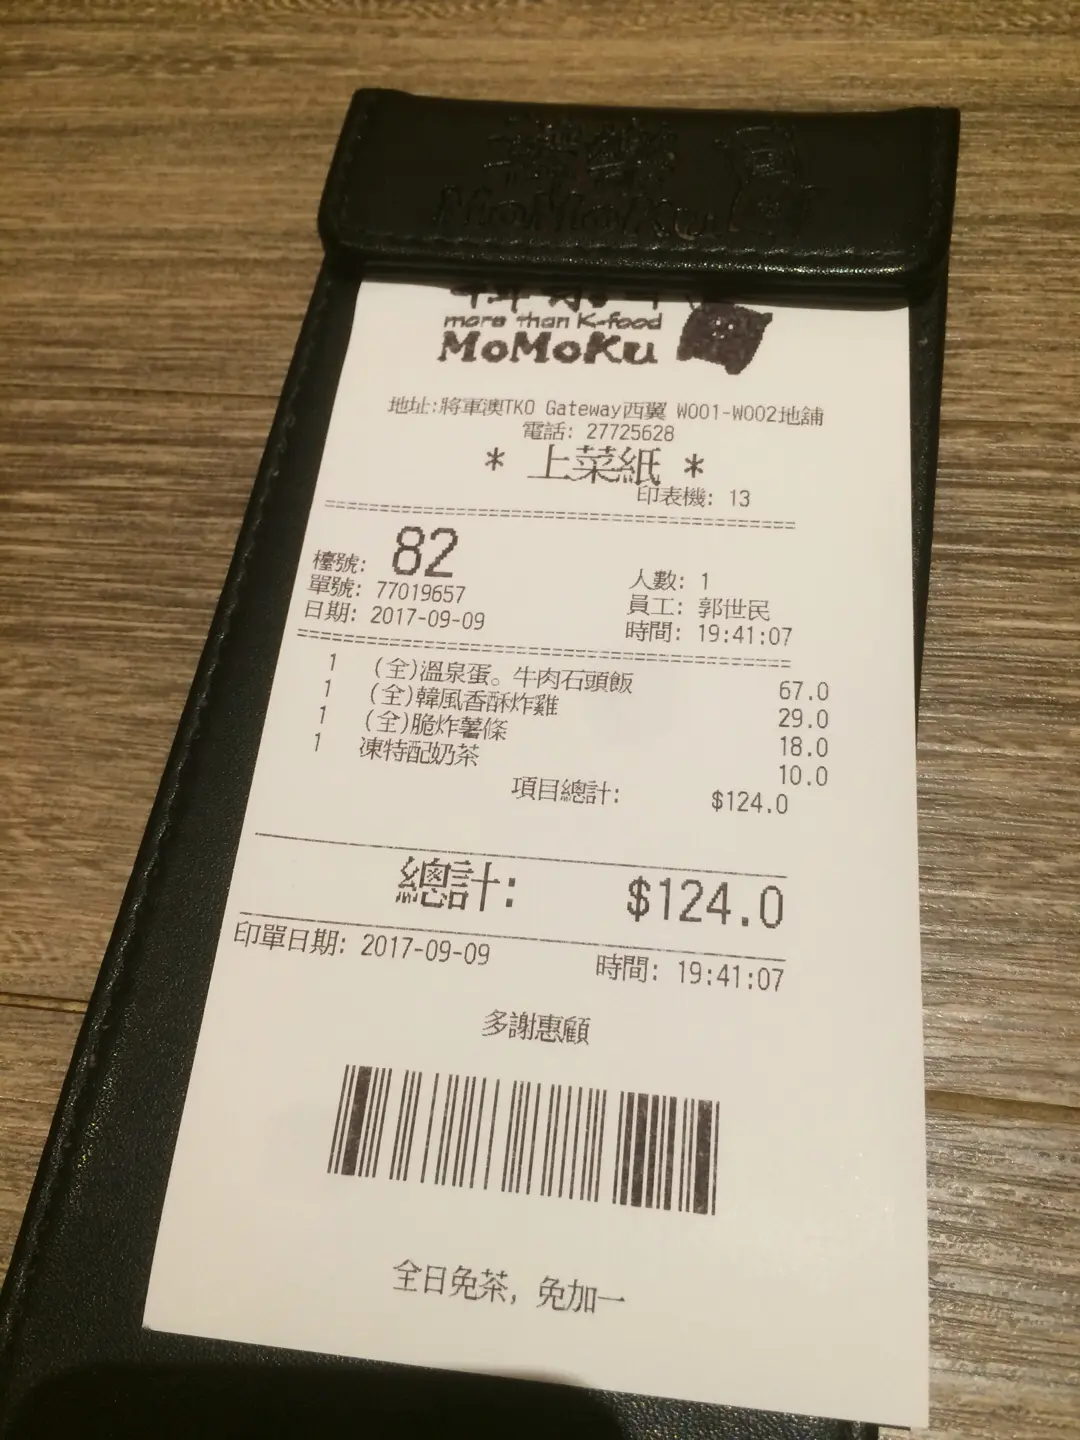 MoMoKu
more than K-food
MoMoKu
地址:將軍澳TKO Gateway西翼 W001-W002地舖
電話: 27725628
* 上菜紙 *
印表機: 13
檯號: 82 人數: 1
單號: 77019657 員工: 郭世民
日期: 2017-09-09 時間: 19:41:07
1 (全)溫泉蛋。牛肉石頭飯 67.0
1 (全)韓風香酥炸雞 29.0
1 (全)脆炸薯條 18.0
1 凍特配奶茶 10.0
項目總計: $124.0
總計: $124.0
印單日期: 2017-09-09 時間: 19:41:07
多謝惠顧
全日免茶, 免加一